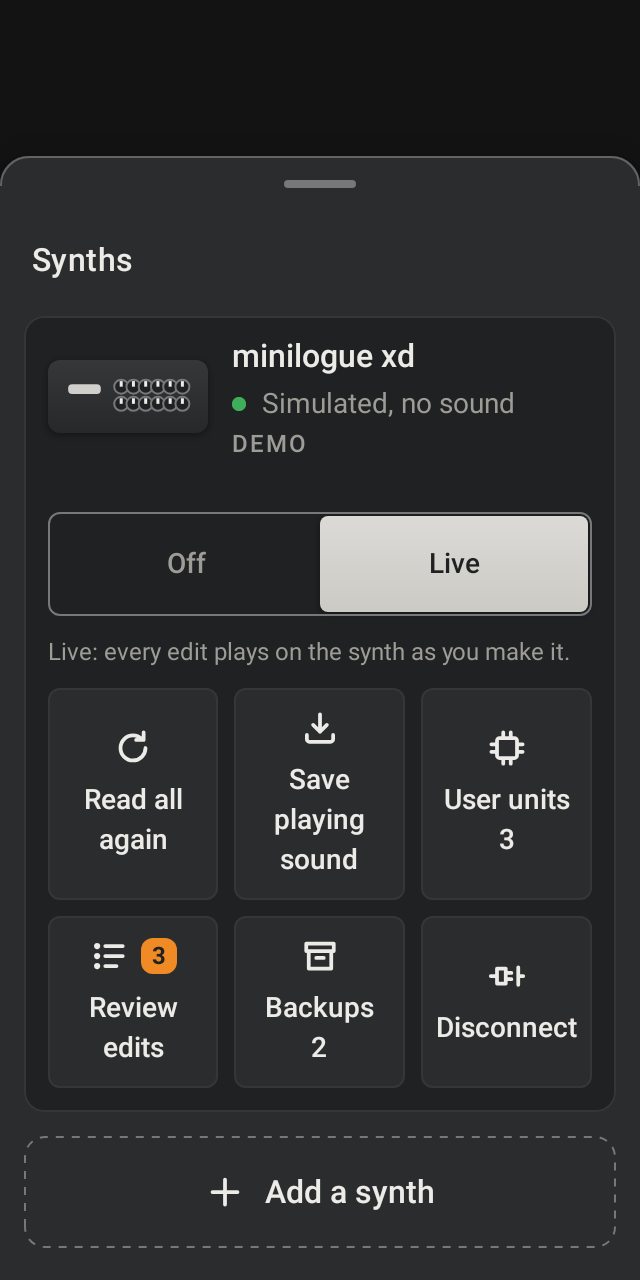 Synths
minilogue xd
Simulated, no sound
DEMO
Off
Live
Live: every edit plays on the synth as you make it.
Read all
again
Save
playing
sound
User units
3
3
Review
edits
Backups
2
Disconnect
Add a synth